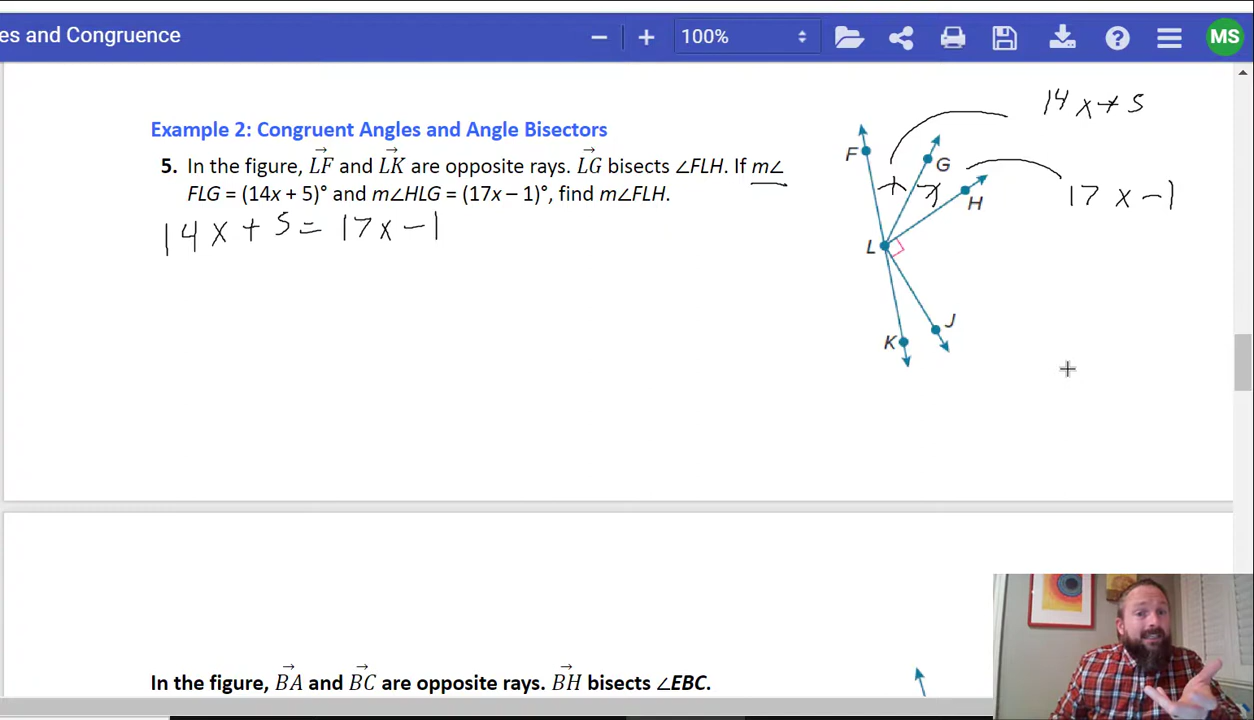 es and Congruence
100%
MS
14x+5
Example 2: Congruent Angles and Angle Bisectors
5. In the figure, LF and LK are opposite rays. LG bisects ∠FLH. If m∠
FLG = (14x + 5)° and m∠HLG = (17x – 1)°, find m∠FLH.
14x+5=17x-1
F
G
H
17x-1
L
J
K
In the figure, BA and BC are opposite rays. BH bisects ∠EBC.